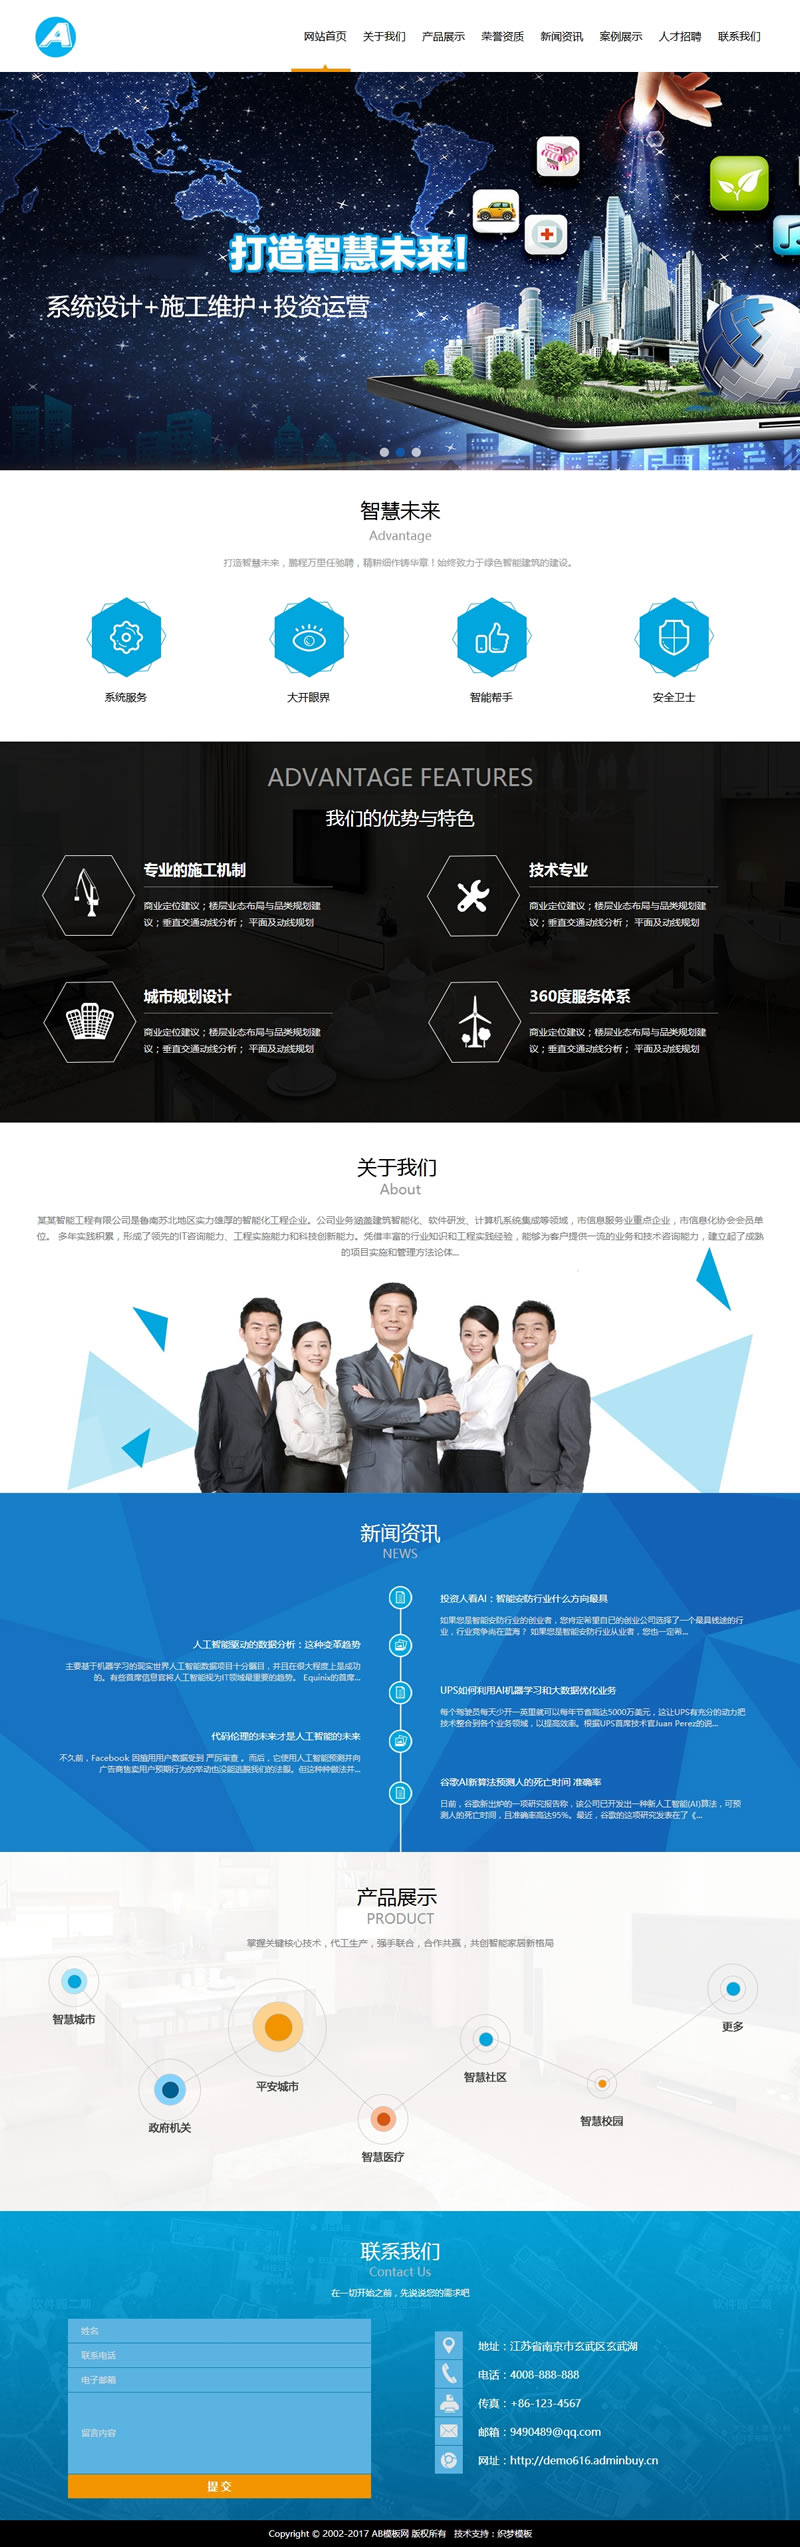 A
网站首页 关于我们 产品展示 荣誉资质 新闻资讯 案例展示 人才招聘 联系我们
打造智慧未来!
系统设计+施工维护+投资运营
智慧未来
Advantage
打造智慧未来，鹏程万里任驰骋，精耕细作铸华章！始终致力于绿色智能建筑的建设。
系统服务
大开眼界
智能帮手
安全卫士
ADVANTAGE FEATURES
我们的优势与特色
专业的施工机制
商业定位建议；楼层业态布局与品类规划建
议；垂直交通动线分析； 平面及动线规划
技术专业
商业定位建议；楼层业态布局与品类规划建
议；垂直交通动线分析； 平面及动线规划
城市规划设计
商业定位建议；楼层业态布局与品类规划建
议；垂直交通动线分析； 平面及动线规划
360度服务体系
商业定位建议；楼层业态布局与品类规划建
议；垂直交通动线分析； 平面及动线规划
关于我们
About
某某智能工程有限公司是鲁南苏北地区实力雄厚的智能化工程企业。公司业务涵盖建筑智能化、软件研发、计算机系统集成等领域，市信息服务业重点企业，市信息化协会会员单
位。 多年实践积累，形成了领先的IT咨询能力、工程实施能力和科技创新能力。凭借丰富的行业知识和工程实践经验，能够为客户提供一流的业务和技术咨询能力，建立起了成熟
的项目实施和管理方法论体...
新闻资讯
NEWS
投资人看AI：智能安防行业什么方向最具
如果您是智能安防行业的创业者，您肯定希望自已的创业公司选择了一个最具钱途的行
业，行业竞争尚在蓝海？ 如果您是智能安防行业从业者，您也一定希...
人工智能驱动的数据分析：这种变革趋势
主要基于机器学习的现实世界人工智能数据项目十分瞩目，并且在很大程度上是成功
的。有些首席信息官将人工智能视为IT领域最重要的趋势。 Equinix的首席...
UPS如何利用AI机器学习和大数据优化业务
每个驾驶员每天少开一英里就可以每年节省高达5000万美元，这让UPS有充分的动力把
技术整合到各个业务领域，以提高效率。根据UPS首席技术官Juan Perez的说...
代码伦理的未来才是人工智能的未来
不久前，Facebook 因滥用用户数据受到 严厉审查 。而后，它使用人工智能预测并向
广告商售卖用户预期行为的举动也没能逃脱我们的法眼。但这种种做法并...
谷歌AI新算法预测人的死亡时间 准确率
日前，谷歌新出炉的一项研究报告称，该公司已开发出一种新人工智能(AI)算法，可预
测人的死亡时间，且准确率高达95%。最近，谷歌的这项研究发表在了《...
产品展示
PRODUCT
掌握关键核心技术，代工生产，强手联合，合作共赢，共创智能家居新格局
智慧城市
政府机关
平安城市
智慧医疗
智慧社区
智慧校园
更多
联系我们
Contact Us
在一切开始之前，先说说您的需求吧
软件园二期
软件园二期
姓名
联系电话
电子邮箱
留言内容
提 交
地址：江苏省南京市玄武区玄武湖
电话：4008-888-888
传真：+86-123-4567
邮箱：9490489@qq.com
网址：http://demo616.adminbuy.cn
Copyright © 2002-2017 AB模板网 版权所有 技术支持：织梦模板